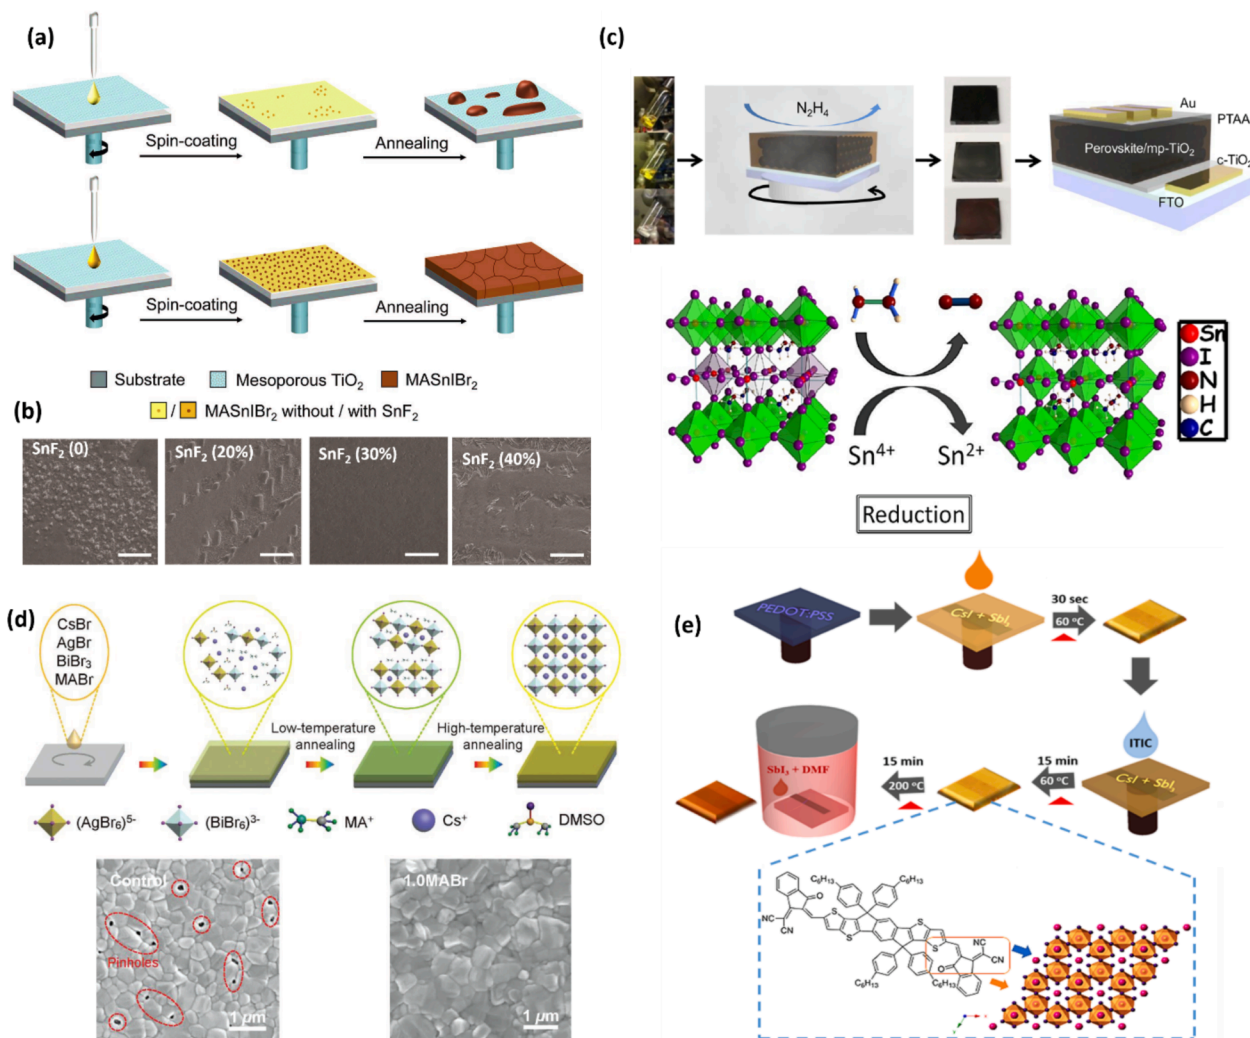 (a)
Spin-coating
Annealing
Spin-coating
Annealing
Substrate
Mesoporous TiO₂
MASnIBr₂
/
MASnIBr₂ without / with SnF₂
(b)
SnF₂ (0)
SnF₂ (20%)
SnF₂ (30%)
SnF₂ (40%)
(c)
N₂H₄
Au
PTAA
Perovskite/mp-TiO₂
c-TiO₂
FTO
Sn
I
N
H
C
Sn⁴⁺
Sn²⁺
Reduction
(d)
CsBr
AgBr
BiBr₃
MABr
Low-temperature
annealing
High-temperature
annealing
(AgBr₆)⁵⁻
(BiBr₆)³⁻
MA⁺
Cs⁺
DMSO
Control
Pinholes
1 μm
1.0MABr
1 μm
(e)
PEDOT:PSS
CsI + SbI₃
30 sec
60 °C
ITIC
CsI + SbI₃
15 min
60 °C
15 min
200 °C
SbI₃ + DMF
C₆H₁₃
C₆H₁₃
O
NC
CN
S
S
S
S
NC
CN
O
C₆H₁₃
C₆H₁₃